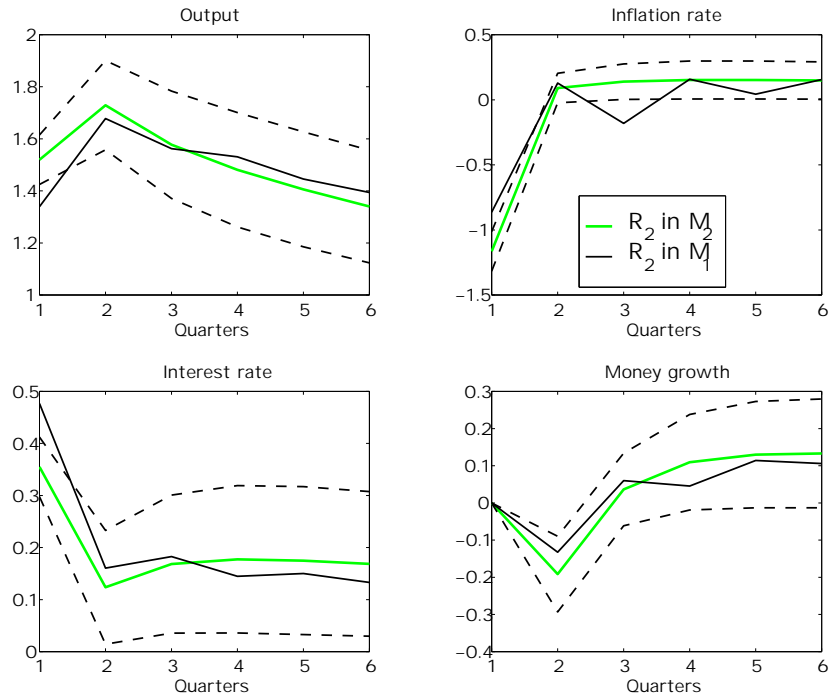 Output
2
1.8
1.6
1.4
1.2
1
1 2 3 4 5 6
Quarters
Inflation rate
0.5
0
−0.5
−1
−1.5
R2 in M2
R2 in M1
1 2 3 4 5 6
Quarters
Interest rate
0.5
0.4
0.3
0.2
0.1
0
1 2 3 4 5 6
Quarters
Money growth
0.3
0.2
0.1
0
−0.1
−0.2
−0.3
−0.4
1 2 3 4 5 6
Quarters